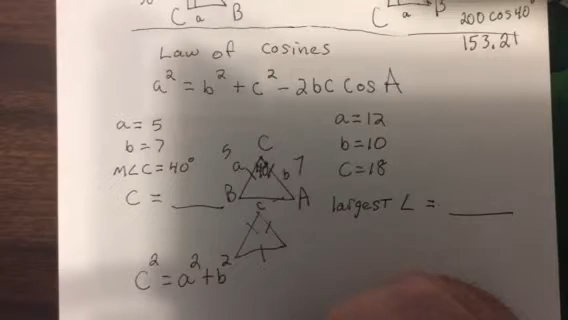 C a B
C a B
200 cos 40°
153.21
Law of Cosines
a² = b² + c² - 2bc Cos A
a = 5
b = 7
m∠C = 40°
C = ____
C
5 a 40° b 7
B c A
a = 12
b = 10
C = 18
largest ∠ = ____
C² = a² + b²